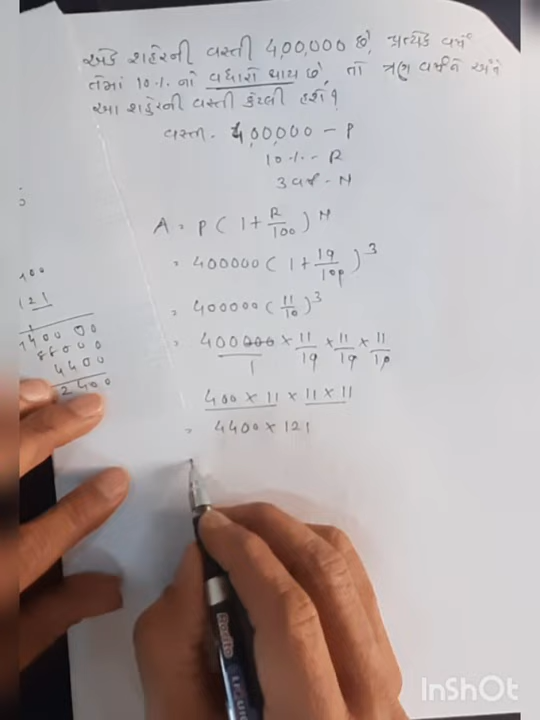 એક શહેરની વસ્તી 4,00,000 છે, પ્રત્યેક વર્ષે
તેમાં 10% નો વધારો થાય છે, તો ત્રણ વર્ષને અંતે
આ શહેરની વસ્તી કેટલી હશે?
વસ્તી - 4,00,000 - P
10% - R
3 વર્ષ - N
A = P ( 1 + R/100 ) N
= 400000 ( 1 + 10/100 ) 3
= 400000 ( 11/10 ) 3
= 400000 × 11/10 × 11/10 × 11/10
1
400 × 11 × 11 × 11
= 4400 × 121
121
4400
InShOt